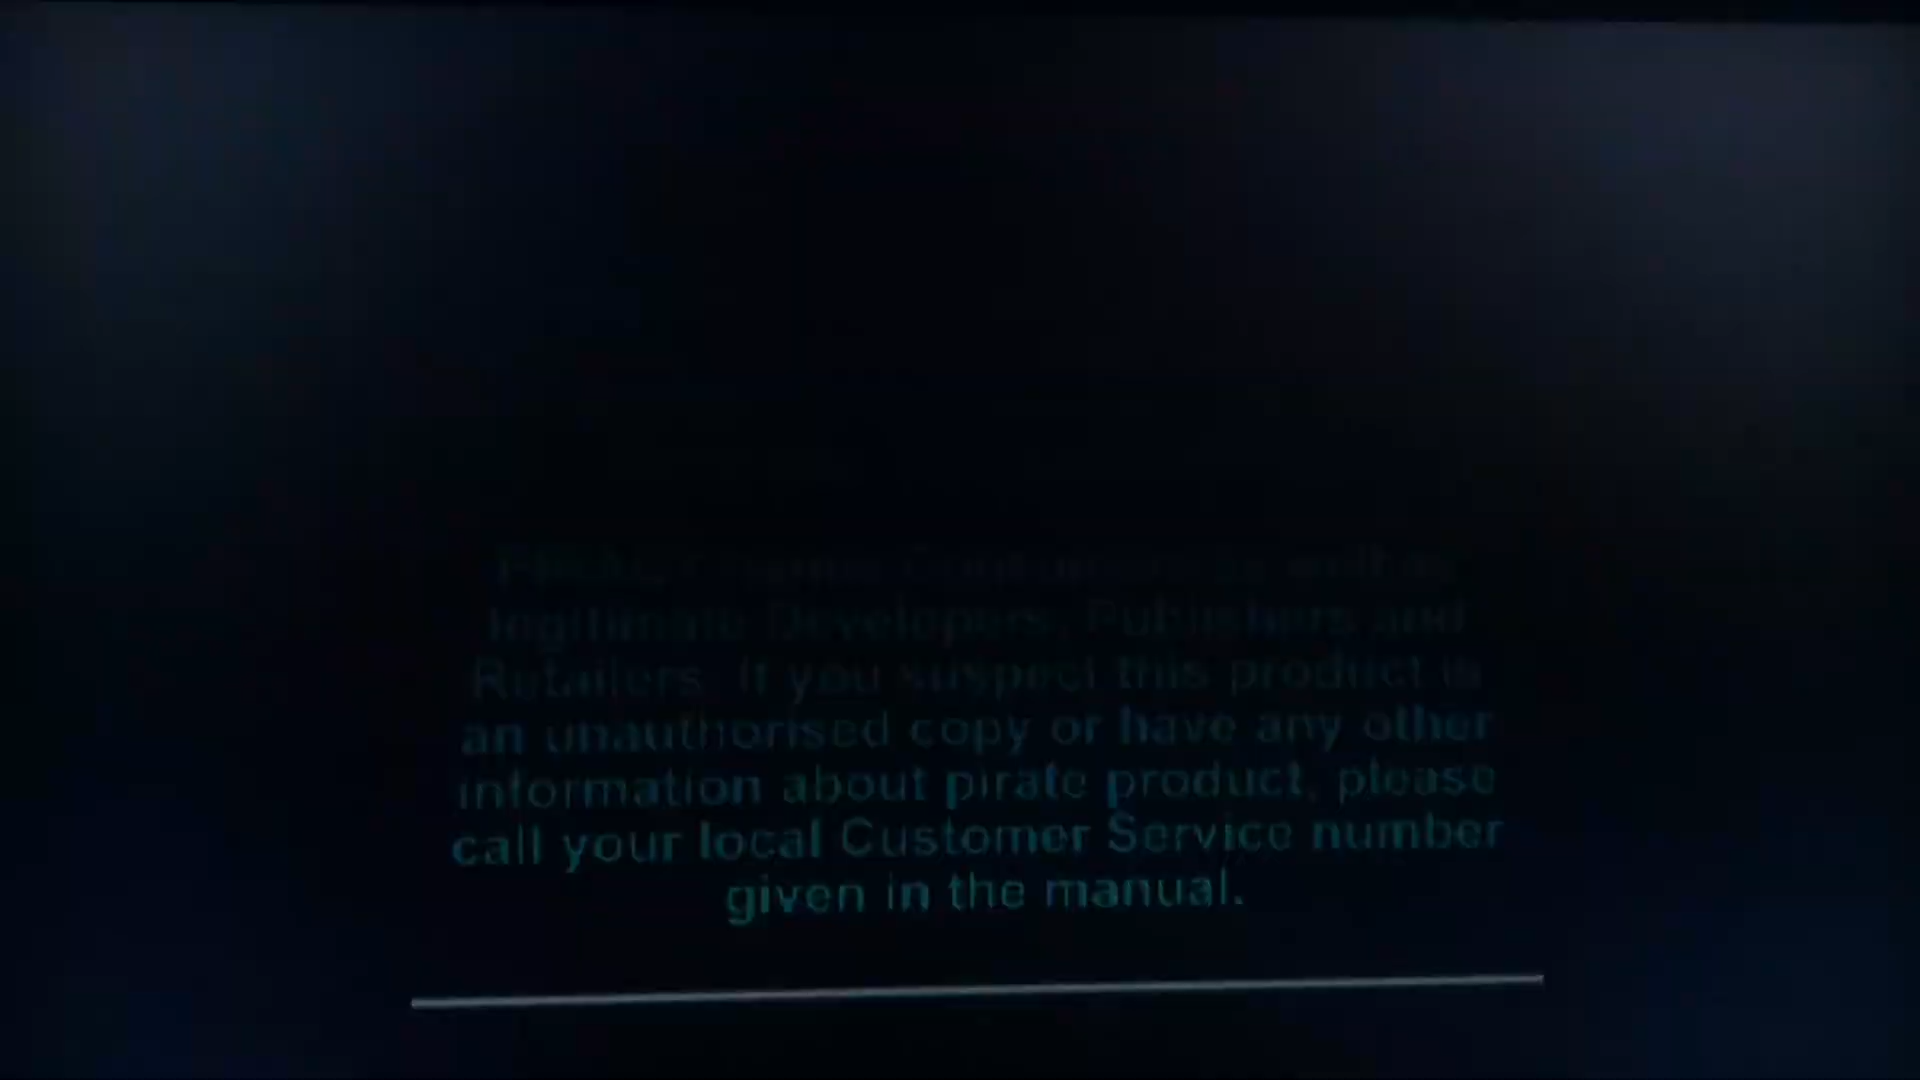 legitimate Developers, Publishers and
Retailers. If you suspect this product is
an unauthorised copy or have any other
information about pirate product, please
call your local Customer Service number
given in the manual.